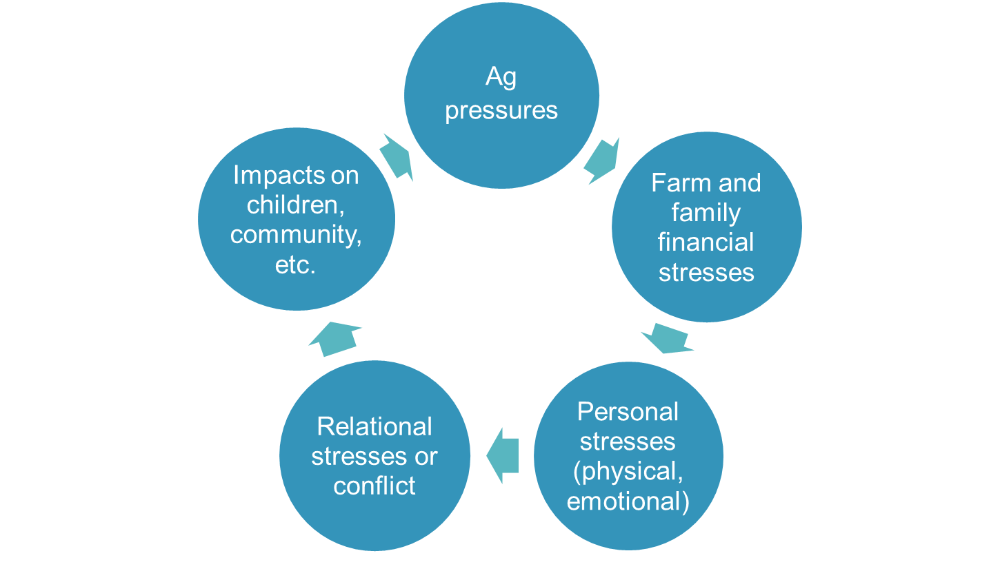 Ag
pressures
Farm and
family
financial
stresses
Personal
stresses
(physical,
emotional)
Relational
stresses or
conflict
Impacts on
children,
community,
etc.